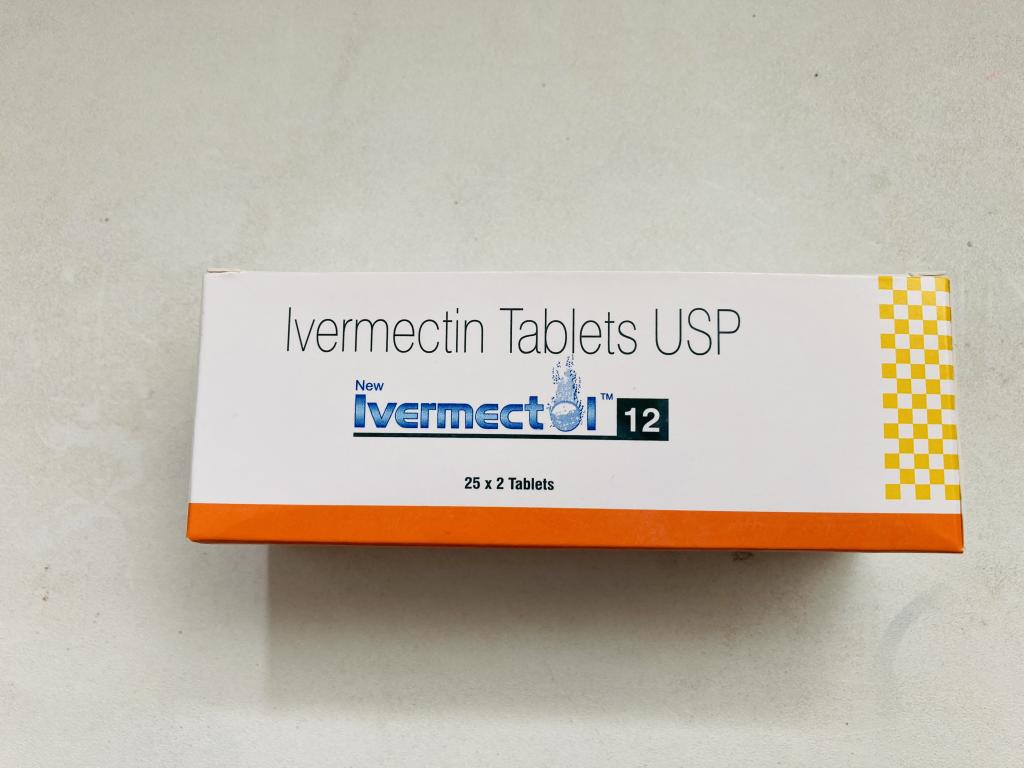 Ivermectin Tablets USP
New
Ivermectol™ 12
25 x 2 Tablets